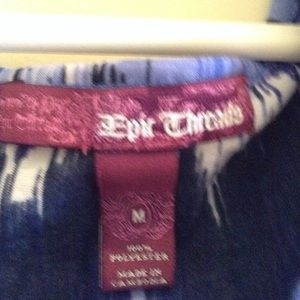 Epic Threads
M
100%
POLYESTER
MADE IN
CAMBODIA